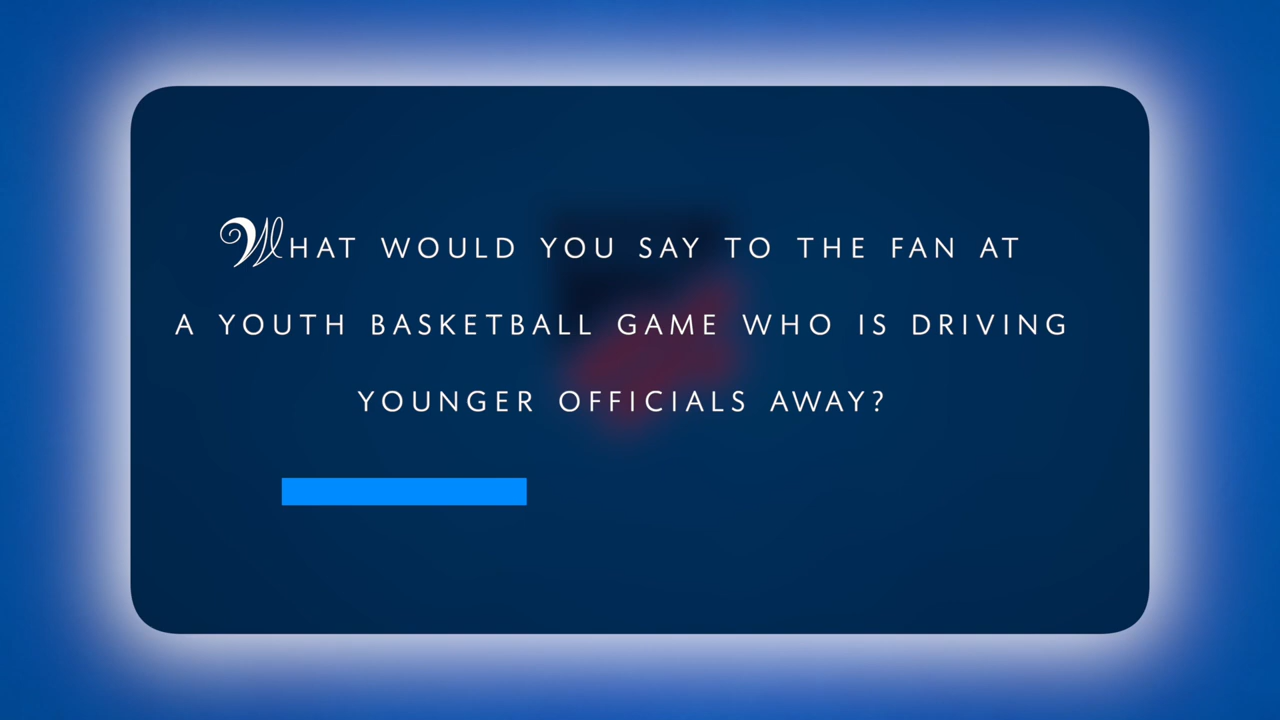 WHAT WOULD YOU SAY TO THE FAN AT
A YOUTH BASKETBALL GAME WHO IS DRIVING
YOUNGER OFFICIALS AWAY?